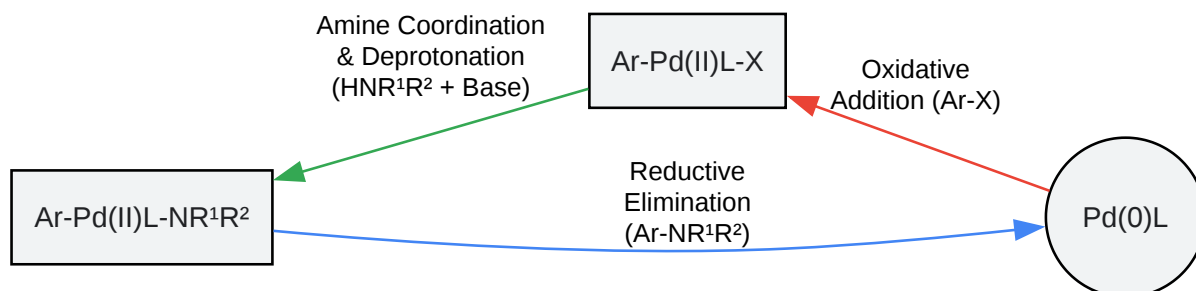 Amine Coordination
& Deprotonation
(HNR¹R² + Base)
Ar-Pd(II)L-X
Oxidative
Addition (Ar-X)
Ar-Pd(II)L-NR¹R²
Reductive
Elimination
(Ar-NR¹R²)
Pd(0)L